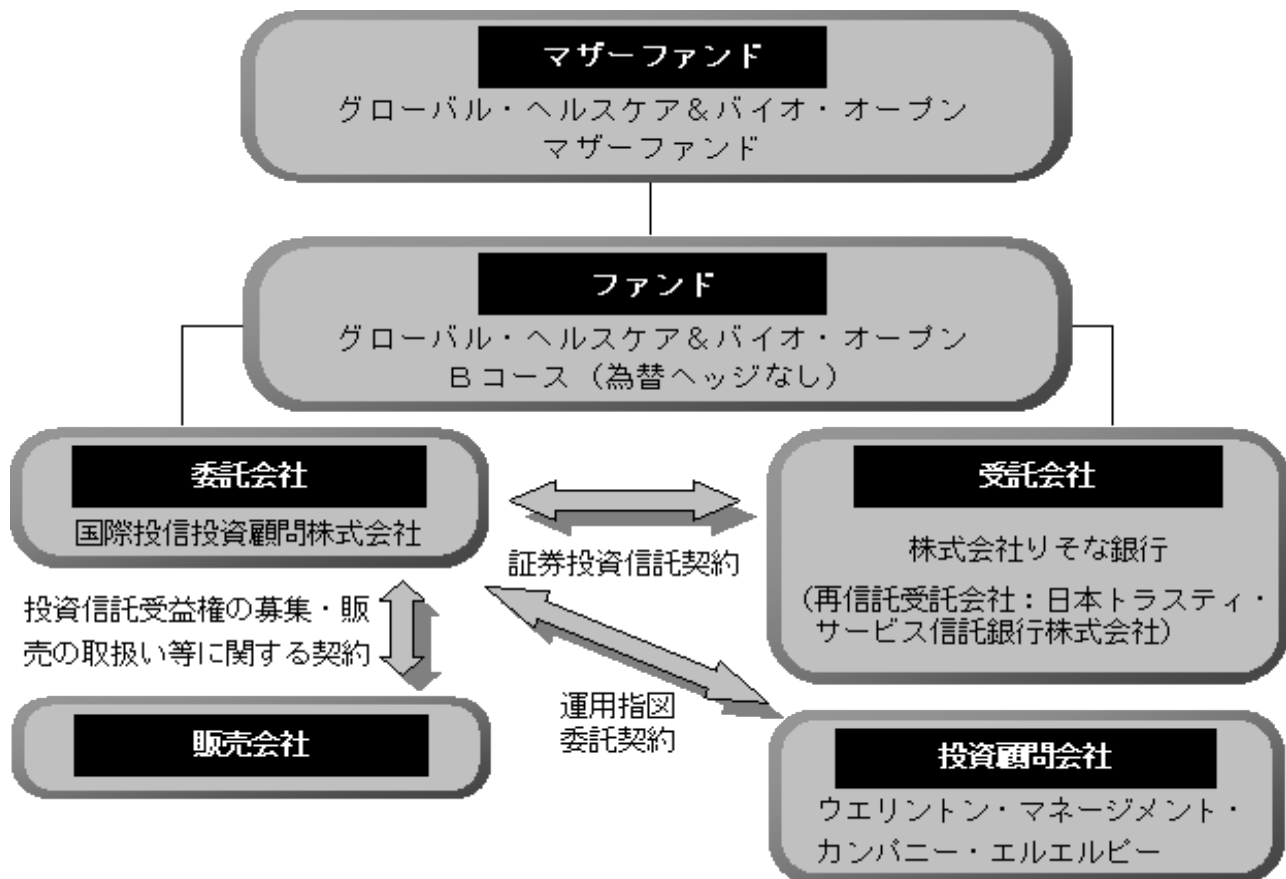 マザーファンド
グローバル・ヘルスケア＆バイオ・オープン
マザーファンド
ファンド
グローバル・ヘルスケア＆バイオ・オープン
Ｂコース（為替ヘッジなし）
委託会社
国際投信投資顧問株式会社
証券投資信託契約
受託会社
株式会社りそな銀行
（再信託受託会社：日本トラスティ・
サービス信託銀行株式会社）
投資信託受益権の募集・販
売の取扱い等に関する契約
運用指図
委託契約
販売会社
投資顧問会社
ウエリントン・マネージメント・
カンパニー・エルエルピー